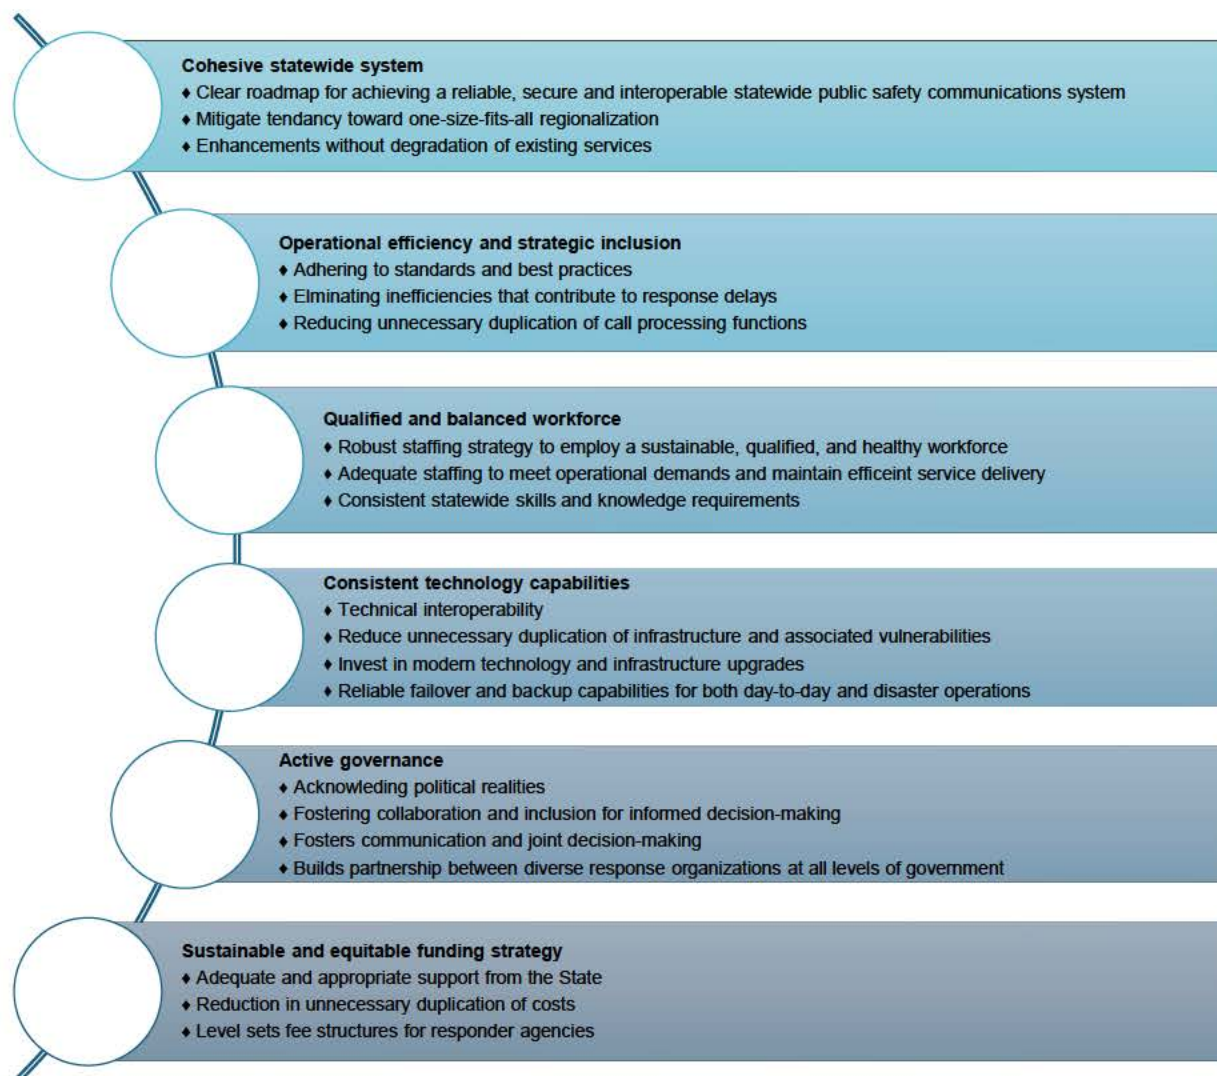 Cohesive statewide system
♦ Clear roadmap for achieving a reliable, secure and interoperable statewide public safety communications system
♦ Mitigate tendency toward one-size-fits-all regionalization
♦ Enhancements without degradation of existing services
Operational efficiency and strategic inclusion
♦ Adhering to standards and best practices
♦ Elminating inefficiencies that contribute to response delays
♦ Reducing unnecessary duplication of call processing functions
Qualified and balanced workforce
♦ Robust staffing strategy to employ a sustainable, qualified, and healthy workforce
♦ Adequate staffing to meet operational demands and maintain efficeint service delivery
♦ Consistent statewide skills and knowledge requirements
Consistent technology capabilities
♦ Technical interoperability
♦ Reduce unnecessary duplication of infrastructure and associated vulnerabilities
♦ Invest in modern technology and infrastructure upgrades
♦ Reliable failover and backup capabilities for both day-to-day and disaster operations
Active governance
♦ Acknowleding political realities
♦ Fostering collaboration and inclusion for informed decision-making
♦ Fosters communication and joint decision-making
♦ Builds partnership between diverse response organizations at all levels of government
Sustainable and equitable funding strategy
♦ Adequate and appropriate support from the State
♦ Reduction in unnecessary duplication of costs
♦ Level sets fee structures for responder agencies